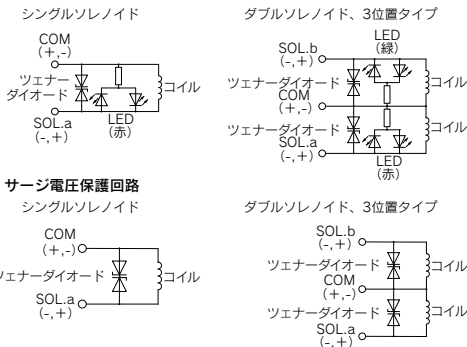 シングルソレノイド
COM
(+,-)
ツェナー
ダイオード
コイル
SOL.a
(-,+)
LED
(赤)
ダブルソレノイド、3位置タイプ
LED
(緑)
SOL.b
(-,+)
ツェナーダイオード
コイル
COM
(+,-)
ツェナーダイオード
コイル
SOL.a
(-,+)
LED
(赤)
サージ電圧保護回路
シングルソレノイド
COM
(+,-)
ツェナーダイオード
コイル
SOL.a
(-,+)
ダブルソレノイド、3位置タイプ
SOL.b
(-,+)
ツェナーダイオード
コイル
COM
(+,-)
ツェナーダイオード
コイル
SOL.a
(-,+)